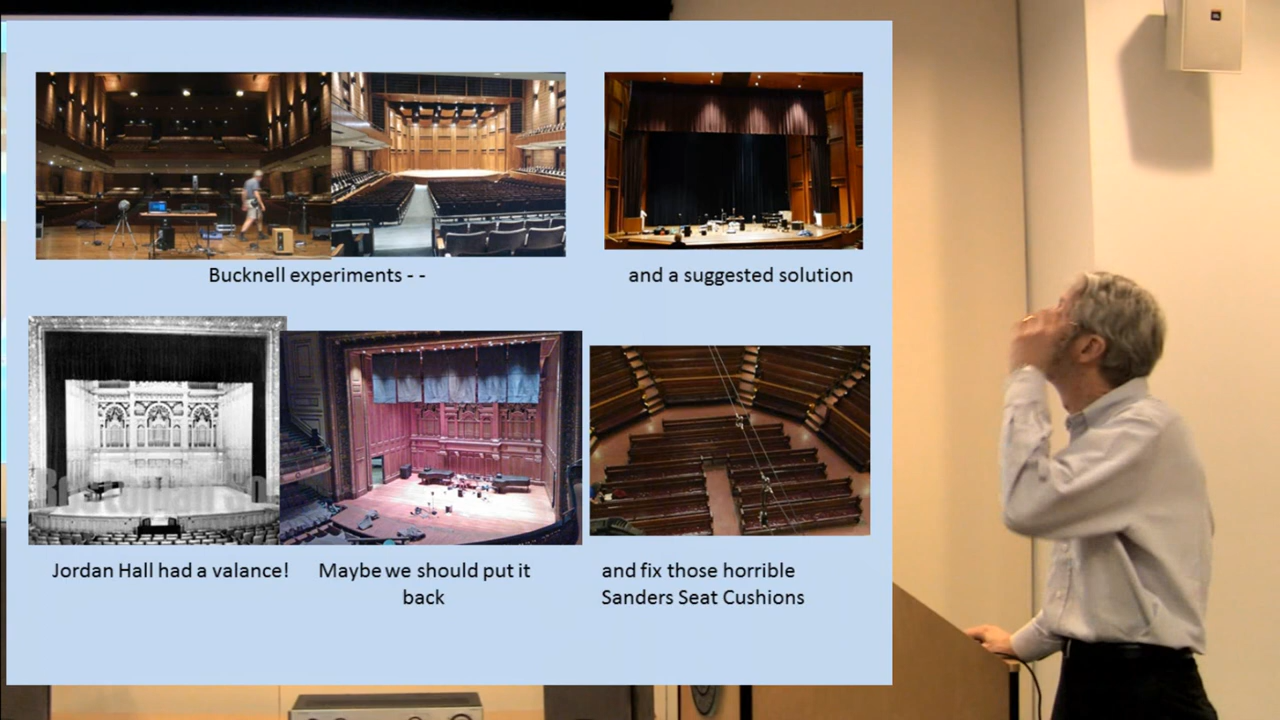 Bucknell experiments - -
and a suggested solution
Jordan Hall had a valance!
Maybe we should put it
back
and fix those horrible
Sanders Seat Cushions